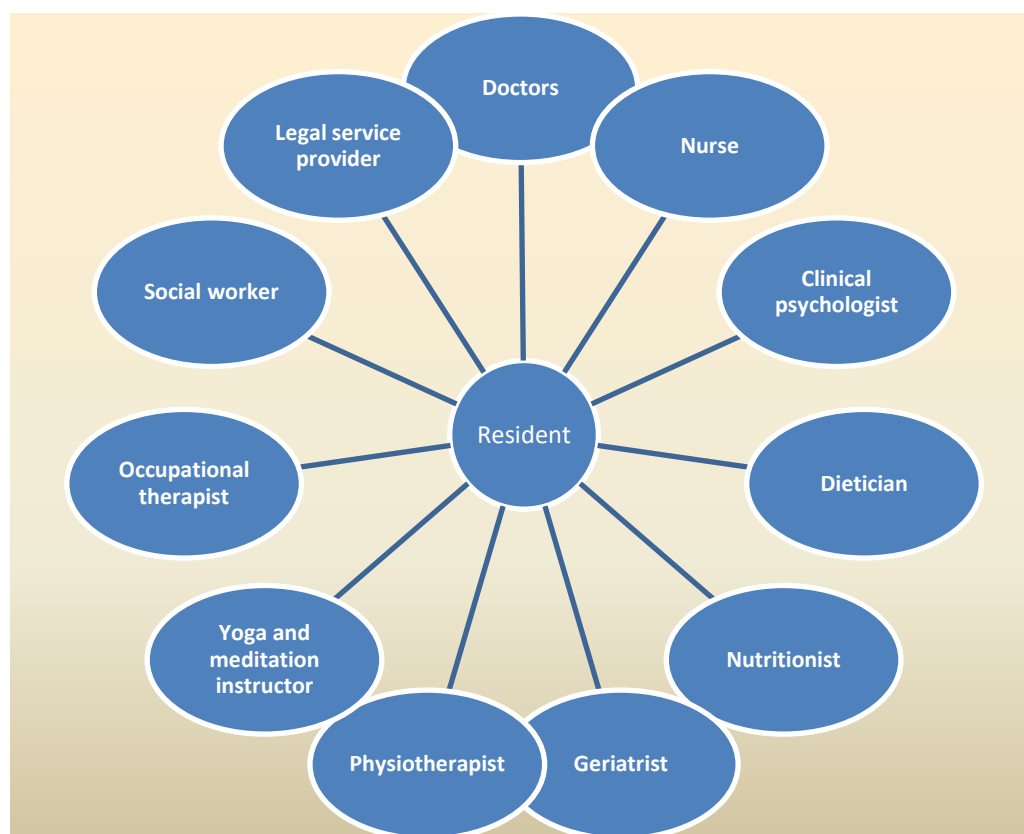 Doctors
Legal service
provider
Nurse
Social worker
Clinical
psychologist
Resident
Occupational
therapist
Dietician
Yoga and
meditation
instructor
Nutritionist
Physiotherapist
Geriatrist